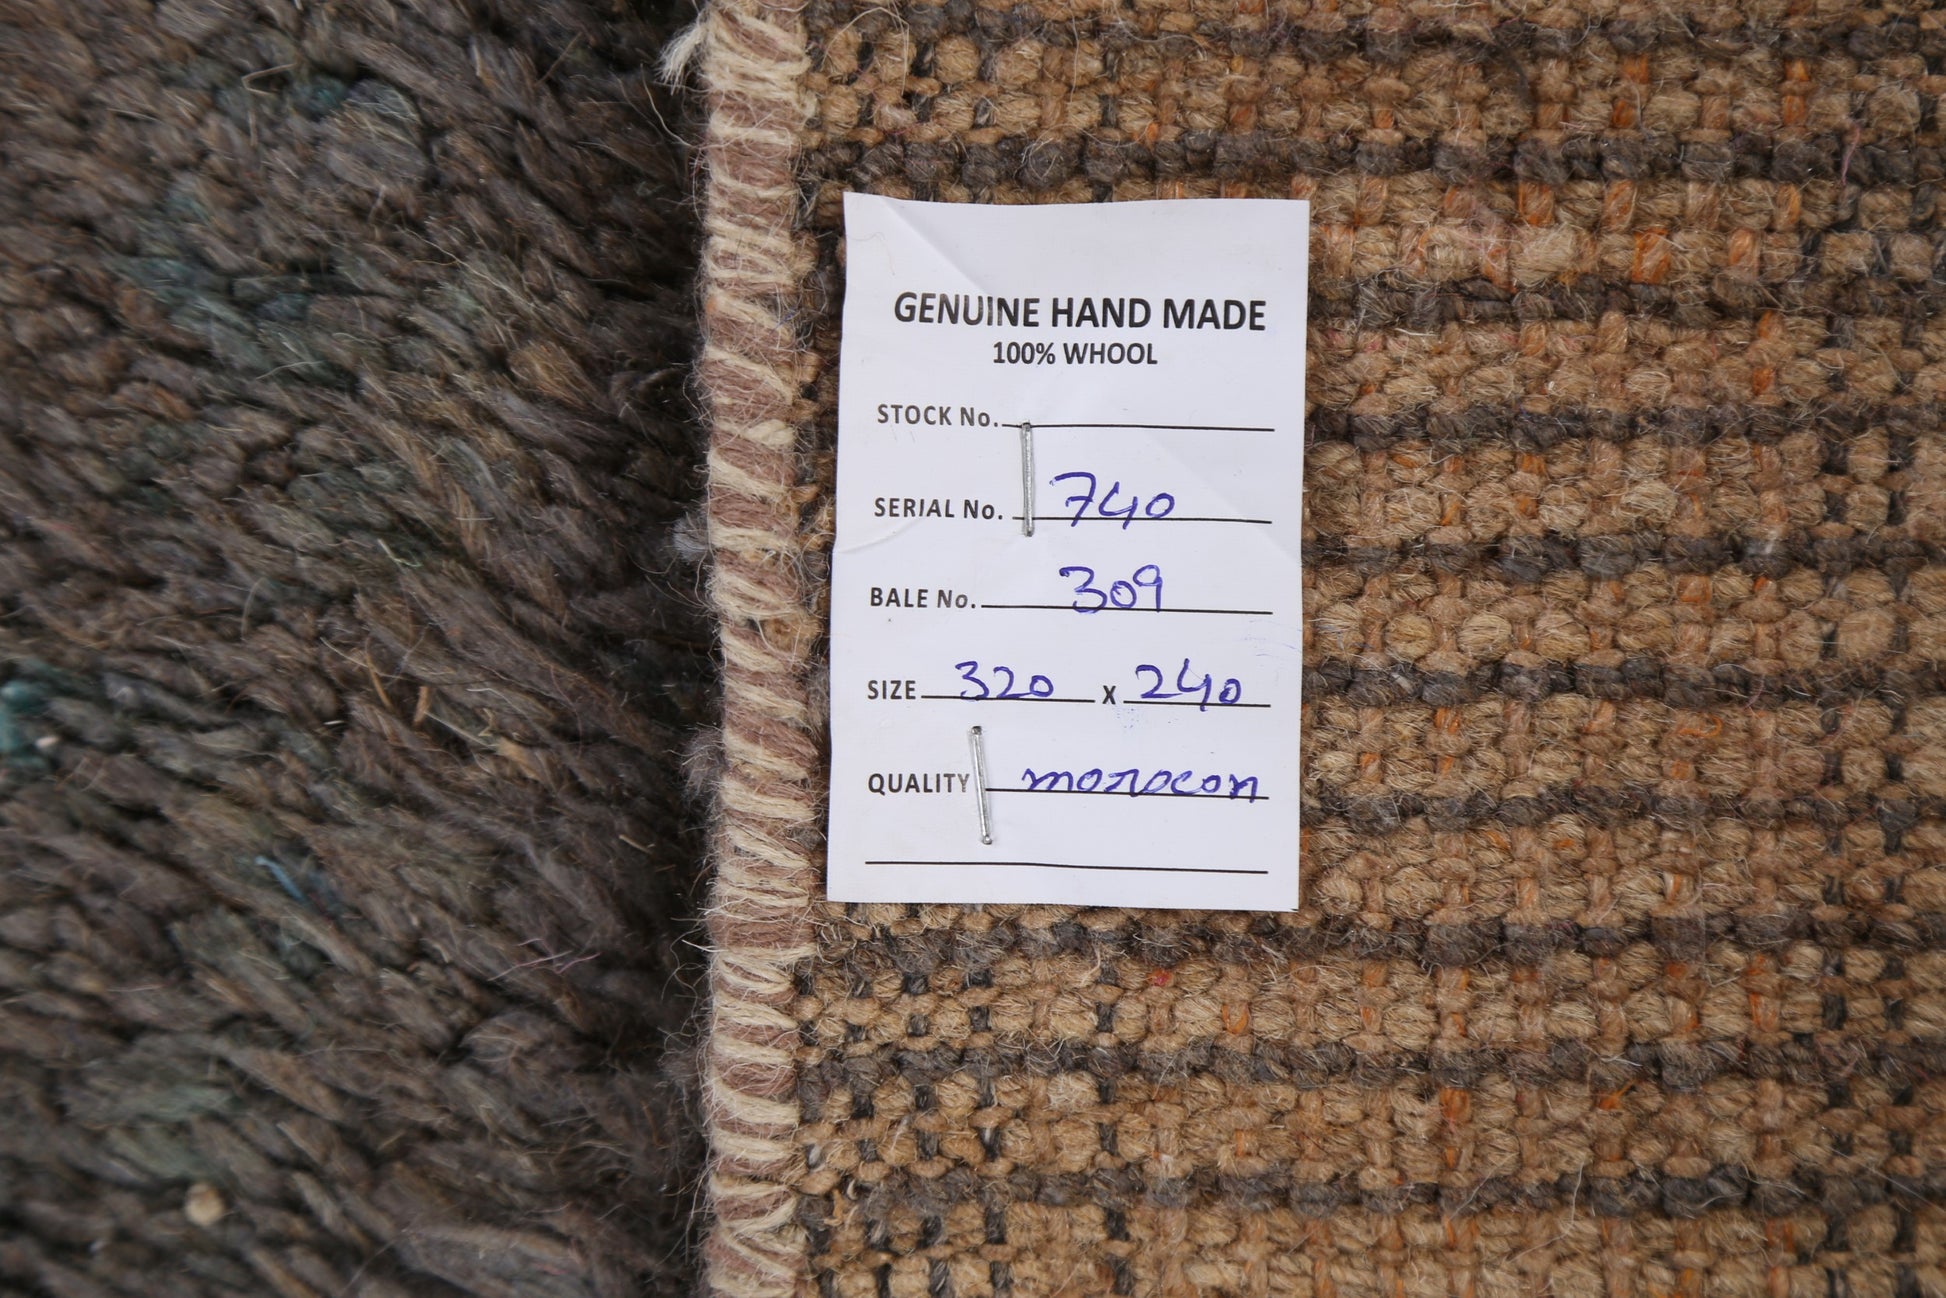 GENUINE HAND MADE
100% WHOOL
STOCK No.
SERIAL No. 740
BALE No. 309
SIZE 320 x 240
QUALITY morocon